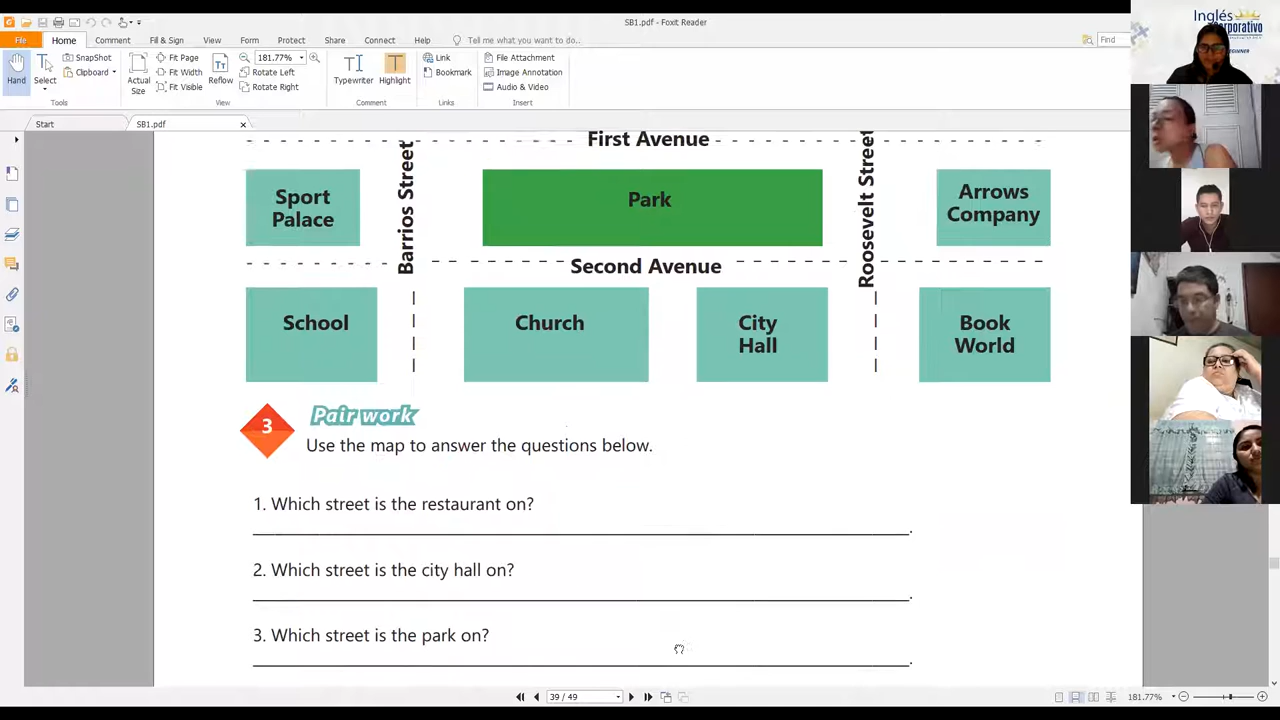 SB1.pdf - Foxit Reader
File
Home
Comment
Fill & Sign
View
Form
Protect
Share
Connect
Help
Tell me what you want to do..
Find
Hand
Select
SnapShot
Clipboard
Tools
Actual Size
Fit Page
Fit Width
Fit Visible
Reflow
181.77%
Rotate Left
Rotate Right
View
Typewriter
Highlight
Comment
Link
Bookmark
Links
File Attachment
Image Annotation
Audio & Video
Insert
Start
SB1.pdf
Inglés
Corporativo
First Avenue
Barrios Street
Roosevelt Street
Sport
Palace
Park
Arrows
Company
Second Avenue
School
Church
City
Hall
Book
World
3
Pair work
Use the map to answer the questions below.
1. Which street is the restaurant on?
2. Which street is the city hall on?
3. Which street is the park on?
39 / 49
181.77%